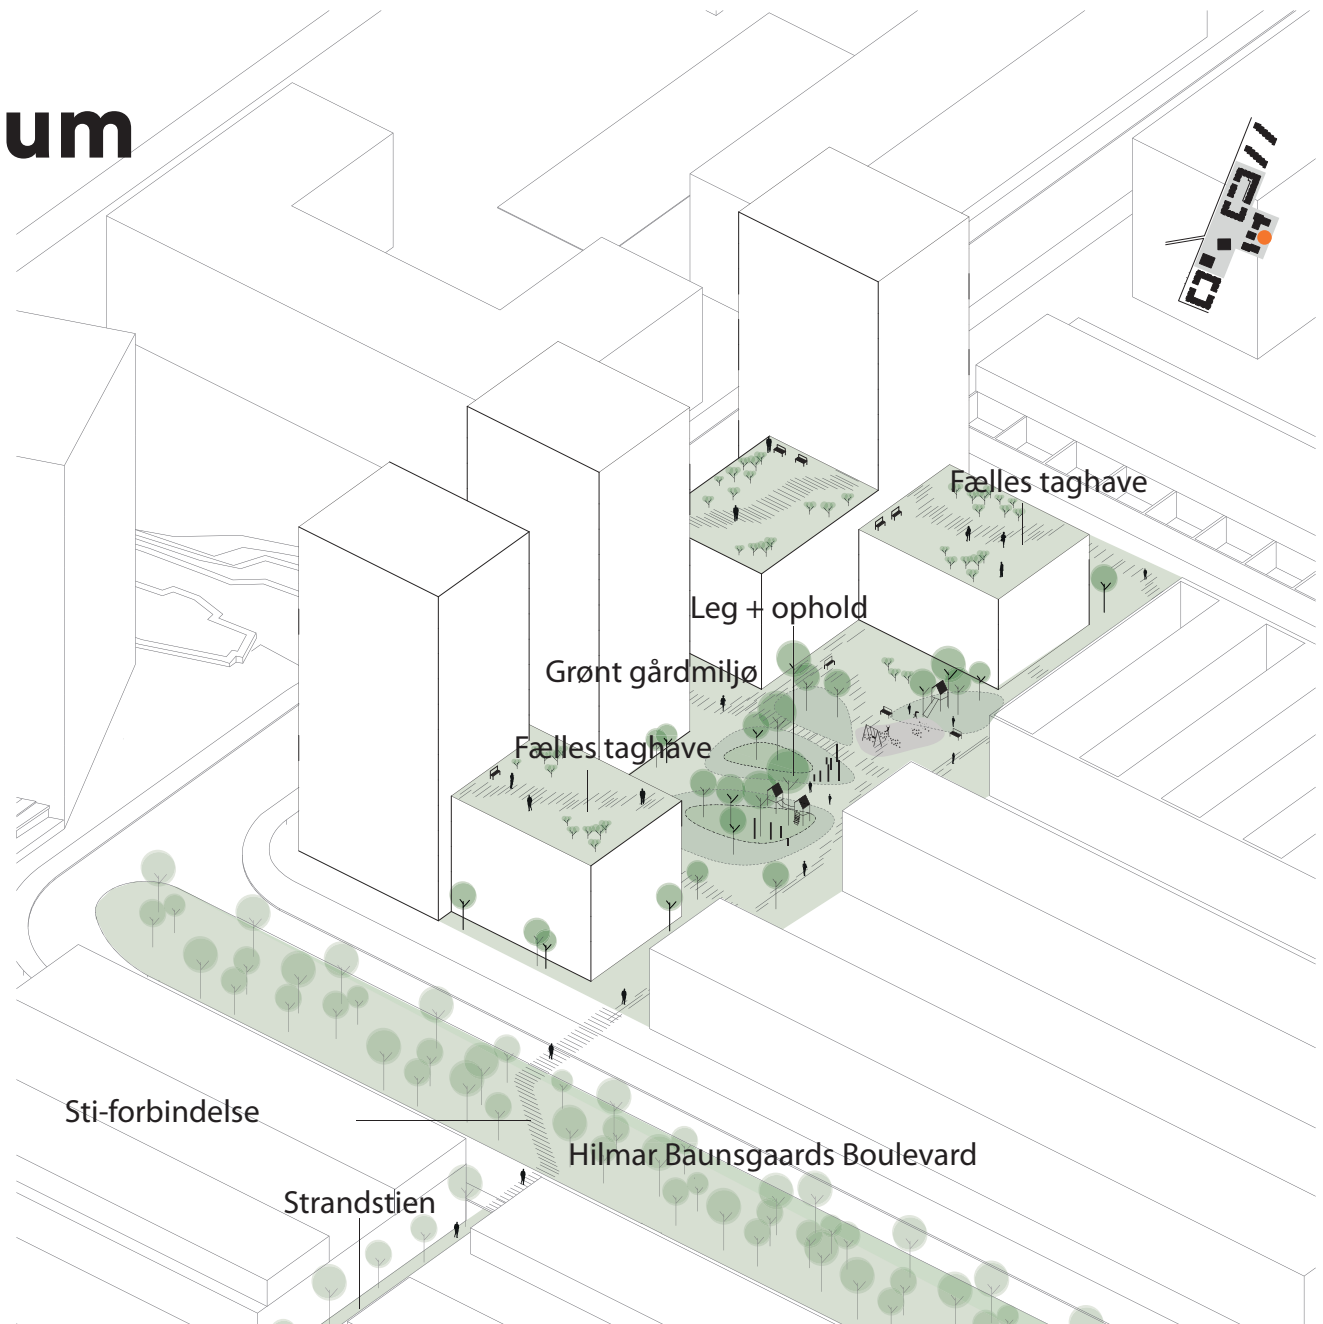 um
Fælles taghave
Leg + ophold
Grønt gårdmiljø
Fælles taghave
Sti-forbindelse
Hilmar Baunsgaards Boulevard
Strandstien